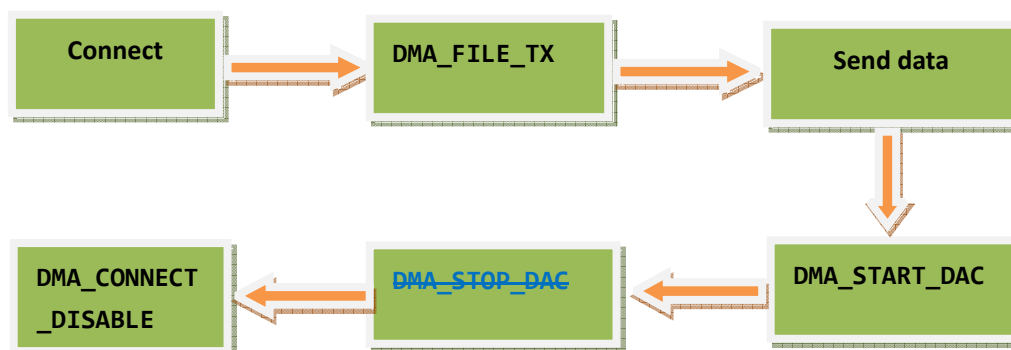 Connect
DMA_FILE_TX
Send data
DMA_CONNECT
_DISABLE
DMA_STOP_DAC
DMA_START_DAC